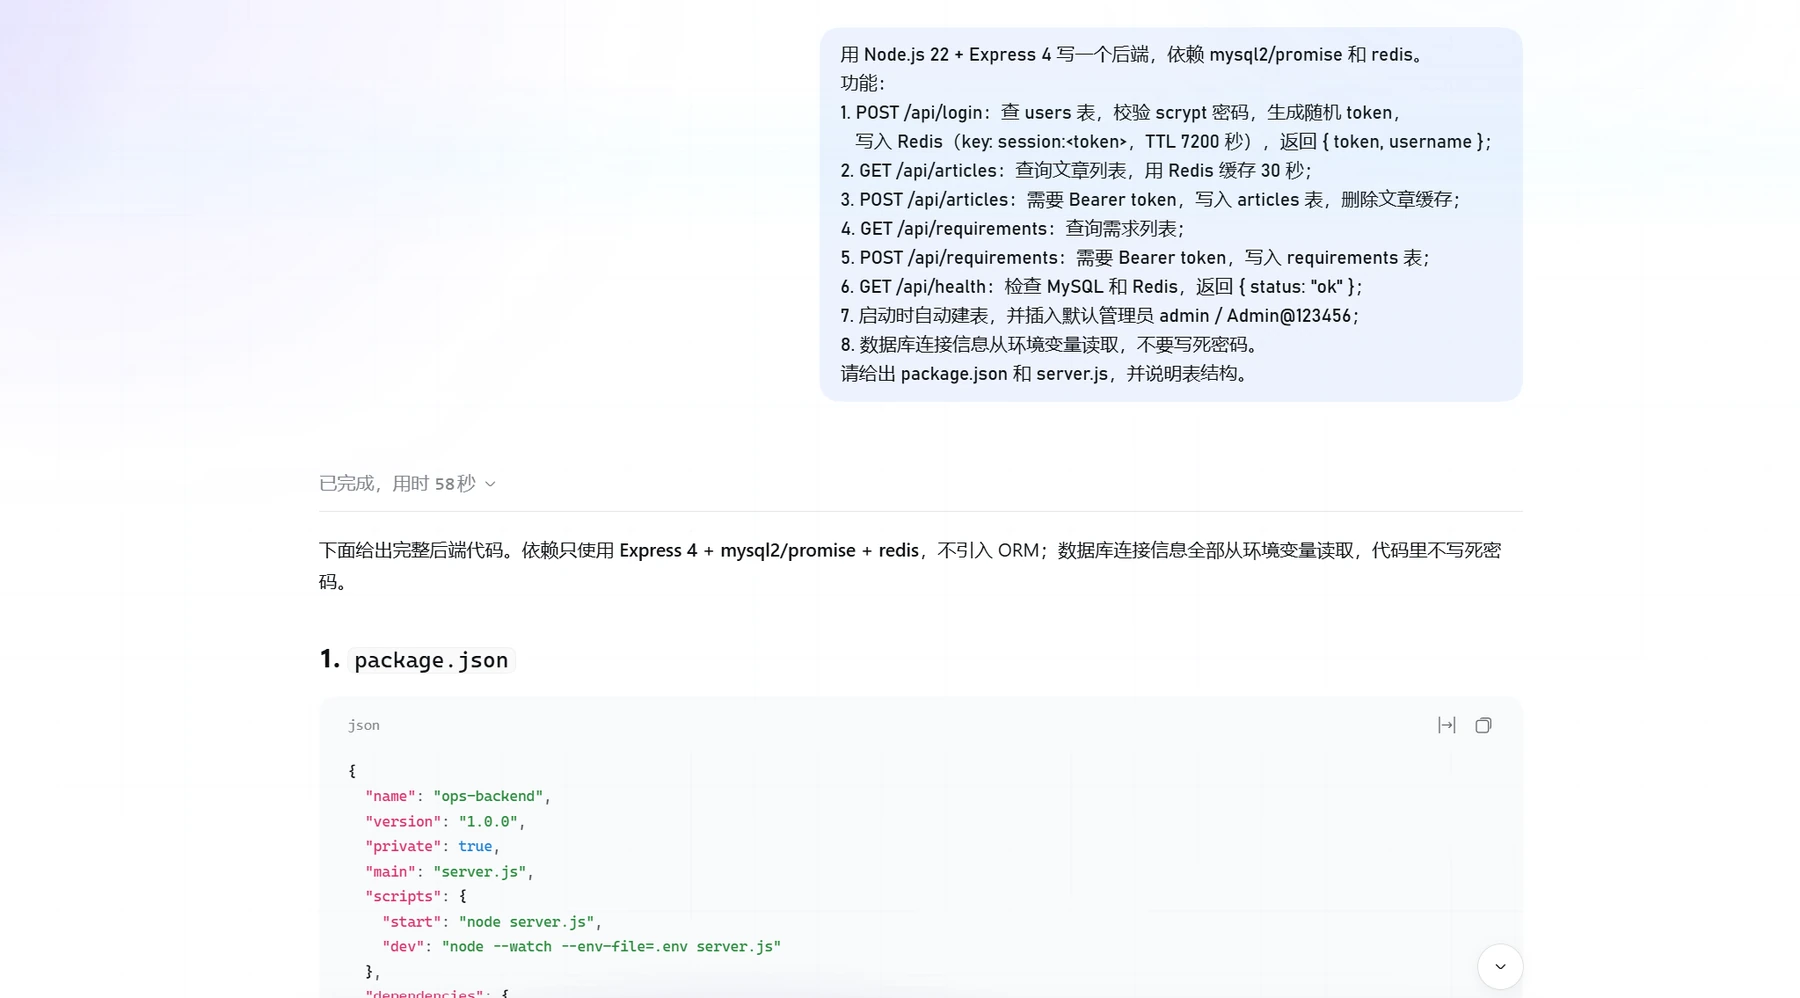 用 Node.js 22 + Express 4 写一个后端，依赖 mysql2/promise 和 redis。
功能：
1. POST /api/login：查 users 表，校验 scrypt 密码，生成随机 token，
写入 Redis（key: session:<token>，TTL 7200 秒），返回 { token, username }；
2. GET /api/articles：查询文章列表，用 Redis 缓存 30 秒；
3. POST /api/articles：需要 Bearer token，写入 articles 表，删除文章缓存；
4. GET /api/requirements：查询需求列表；
5. POST /api/requirements：需要 Bearer token，写入 requirements 表；
6. GET /api/health：检查 MySQL 和 Redis，返回 { status: "ok" }；
7. 启动时自动建表，并插入默认管理员 admin / Admin@123456；
8. 数据库连接信息从环境变量读取，不要写死密码。
请给出 package.json 和 server.js，并说明表结构。
已完成，用时 58秒
下面给出完整后端代码。依赖只使用 Express 4 + mysql2/promise + redis，不引入 ORM；数据库连接信息全部从环境变量读取，代码里不写死密
码。
1. package.json
json
{
"name": "ops-backend",
"version": "1.0.0",
"private": true,
"main": "server.js",
"scripts": {
"start": "node server.js",
"dev": "node --watch --env-file=.env server.js"
},
"dependencies": {